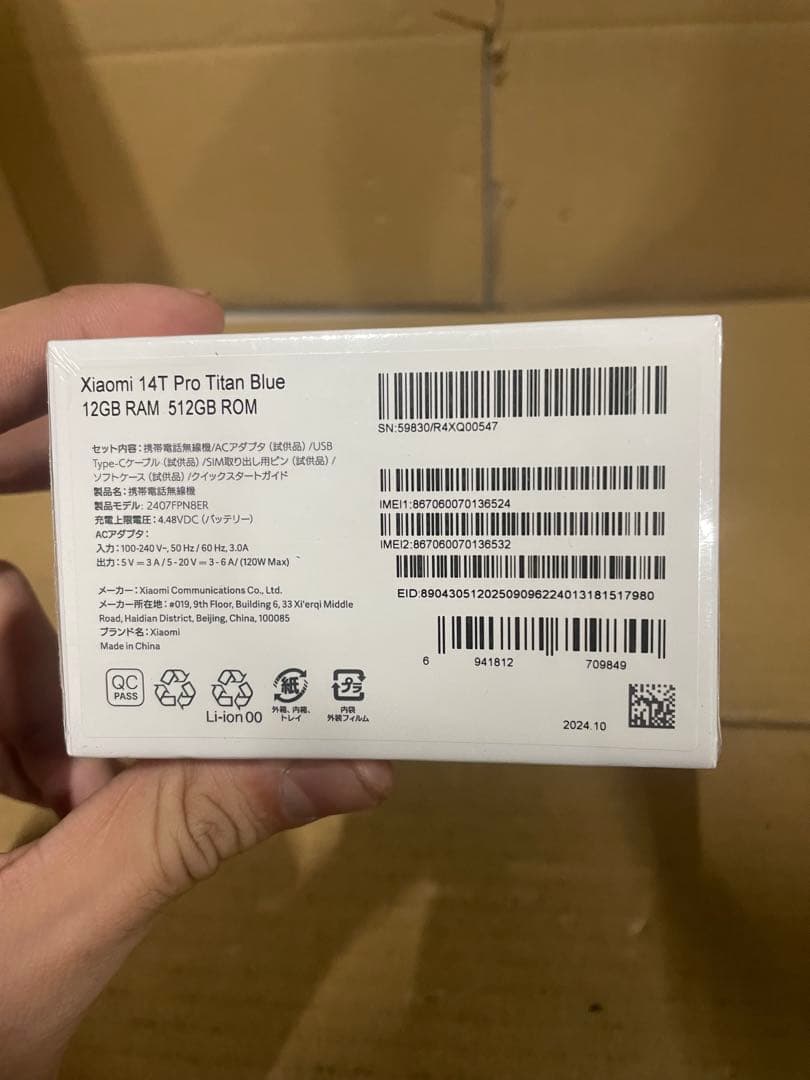 Xiaomi 14T Pro Titan Blue
12GB RAM 512GB ROM
セット内容：携帯電話無線機/ACアダプタ（試供品）/USB
Type-Cケーブル（試供品）/SIM取り出し用ピン（試供品）/
ソフトケース（試供品）/クイックスタートガイド
製品名：携帯電話無線機
製品モデル：2407FPN8ER
充電上限電圧：4.48VDC（バッテリー）
ACアダプタ：
入力：100-240 V~, 50 Hz / 60 Hz, 3.0A
出力：5 V⎓3 A / 5 - 20 V⎓3 - 6 A/ (120W Max)
メーカー：Xiaomi Communications Co., Ltd.
メーカー所在地：#019, 9th Floor, Building 6, 33 Xi'erqi Middle
Road, Haidian District, Beijing, China, 100085
ブランド名：Xiaomi
Made in China
QC
PASS
Li-ion 00
紙
外箱、内箱、
トレイ
プラ
内袋
外装フィルム
SN:59830/R4XQ00547
IMEI1:867060070136524
IMEI2:867060070136532
EID:89043051202509096224013181517980
6 941812 709849
2024.10